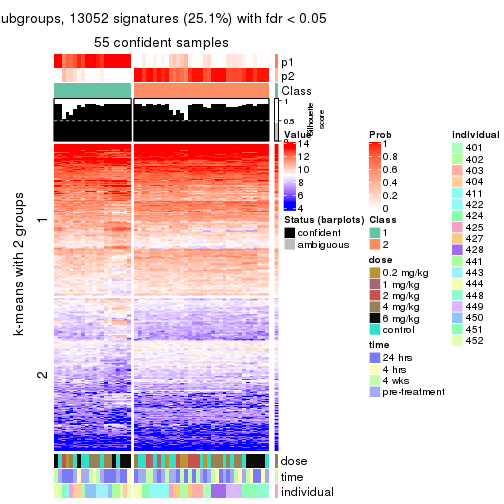 ubgroups, 13052 signatures (25.1%) with fdr < 0.05
55 confident samples
p1
p2
Class
1
0.5
0
Silhouette
score
k-means with 2 groups
1
2
dose
time
individual
Value
14
12
10
8
6
4
Status (barplots)
confident
ambiguous
Prob
1
0.8
0.6
0.4
0.2
0
Class
1
2
dose
0.2 mg/kg
1 mg/kg
2 mg/kg
4 mg/kg
6 mg/kg
control
time
24 hrs
4 hrs
4 wks
pre-treatment
individual
401
402
403
404
411
422
424
425
427
428
441
443
444
448
449
450
451
452